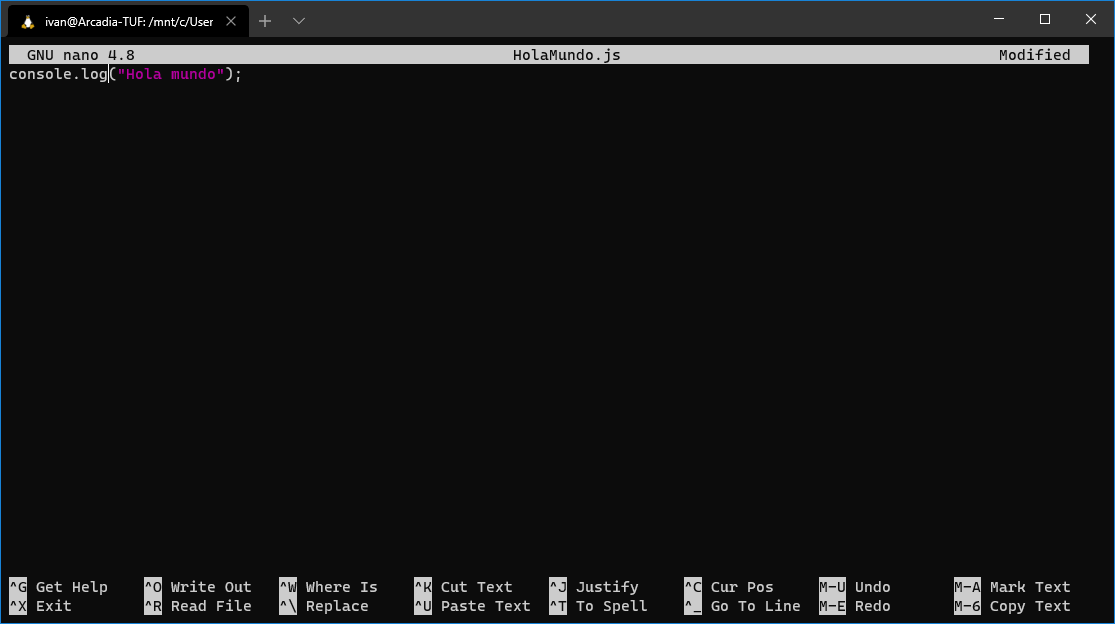 ivan@Arcadia-TUF: /mnt/c/User
GNU nano 4.8 HolaMundo.js Modified
console.log("Hola mundo");
^G Get Help ^O Write Out ^W Where Is ^K Cut Text ^J Justify ^C Cur Pos M-U Undo M-A Mark Text
^X Exit ^R Read File ^\ Replace ^U Paste Text ^T To Spell ^_ Go To Line M-E Redo M-6 Copy Text